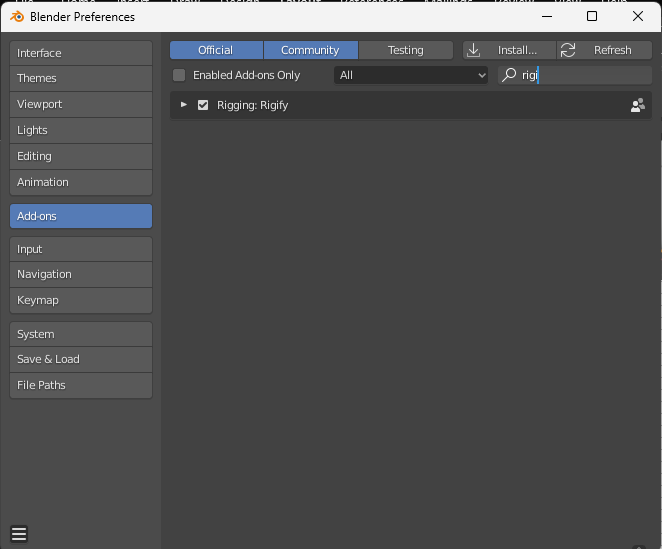 Blender Preferences
Interface
Themes
Viewport
Lights
Editing
Animation
Add-ons
Input
Navigation
Keymap
System
Save & Load
File Paths
Official Community Testing Install... Refresh
Enabled Add-ons Only All rigi
Rigging: Rigify